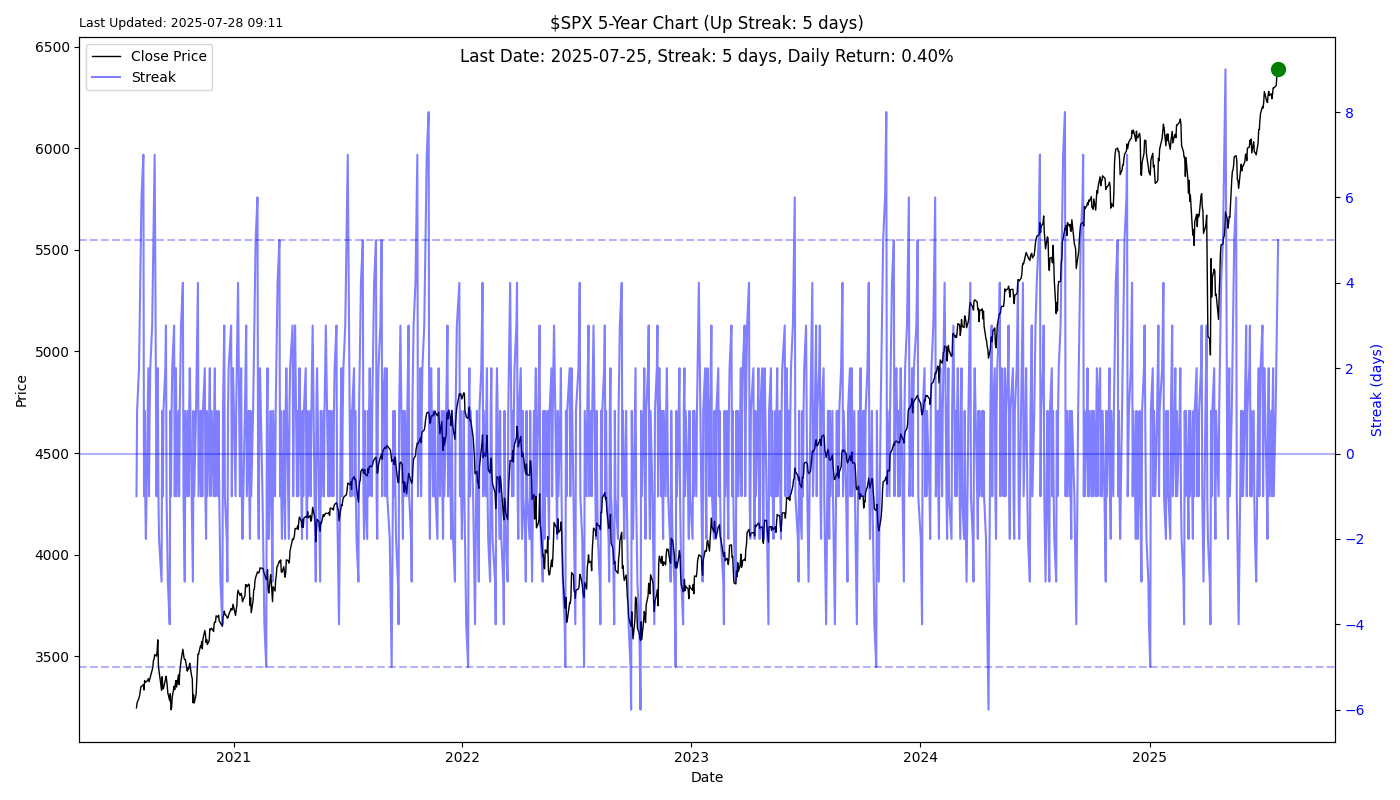 Last Updated: 2025-07-28 09:11
$SPX 5-Year Chart (Up Streak: 5 days)
Last Date: 2025-07-25, Streak: 5 days, Daily Return: 0.40%
Close Price
Streak
Price
6500
6000
5500
5000
4500
4000
3500
8
6
4
2
0
−2
−4
−6
Streak (days)
2021 2022 2023 2024 2025
Date